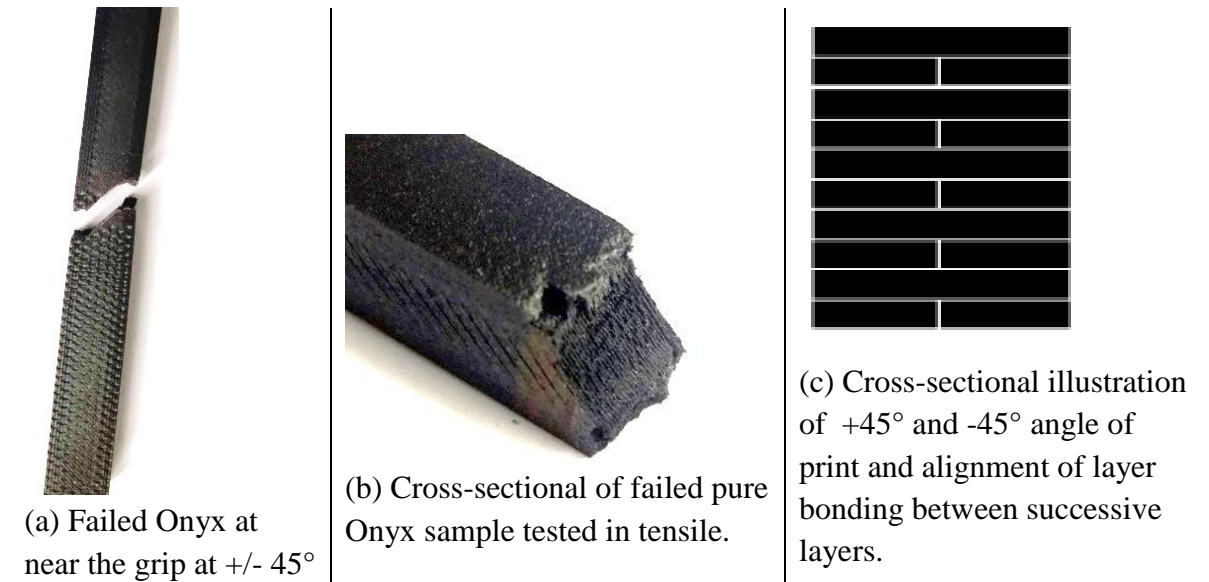 (a) Failed Onyx at
near the grip at +/- 45°
(b) Cross-sectional of failed pure
Onyx sample tested in tensile.
(c) Cross-sectional illustration
of  +45° and -45° angle of
print and alignment of layer
bonding between successive
layers.